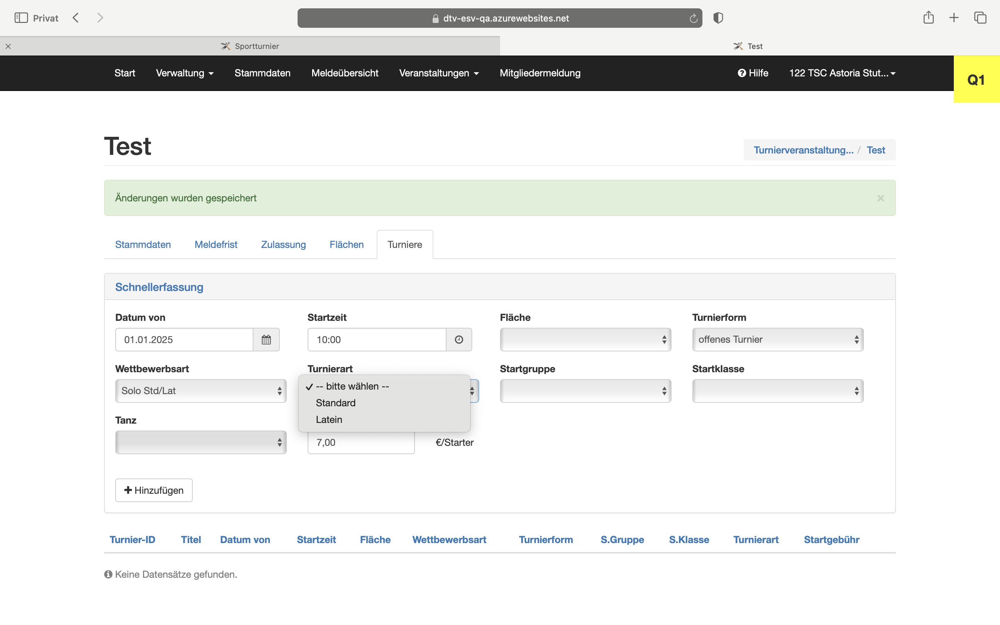 Privat
dtv-esv-qa.azurewebsites.net
Sportturnier
Test
Start Verwaltung Stammdaten Meldeübersicht Veranstaltungen Mitgliedermeldung Hilfe 122 TSC Astoria Stut...
Q1
Test
Turnierveranstaltung... / Test
Änderungen wurden gespeichert
×
Stammdaten Meldefrist Zulassung Flächen Turniere
Schnellerfassung
Datum von Startzeit Fläche Turnierform
01.01.2025 10:00 offenes Turnier
Wettbewerbsart Turnierart Startgruppe Startklasse
Solo Std/Lat
✓ -- bitte wählen --
Standard
Latein
Tanz
7,00 €/Starter
+ Hinzufügen
Turnier-ID Titel Datum von Startzeit Fläche Wettbewerbsart Turnierform S.Gruppe S.Klasse Turnierart Startgebühr
Keine Datensätze gefunden.